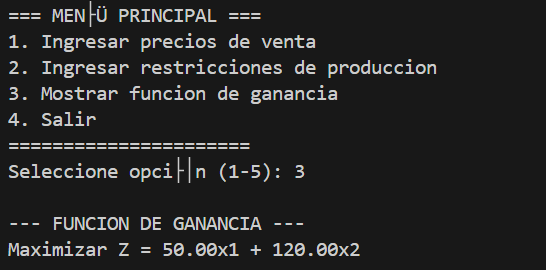 === MEN├Ü PRINCIPAL ===
1. Ingresar precios de venta
2. Ingresar restricciones de produccion
3. Mostrar funcion de ganancia
4. Salir
=======================
Seleccione opci├│n (1-5): 3

--- FUNCION DE GANANCIA ---
Maximizar Z = 50.00x1 + 120.00x2